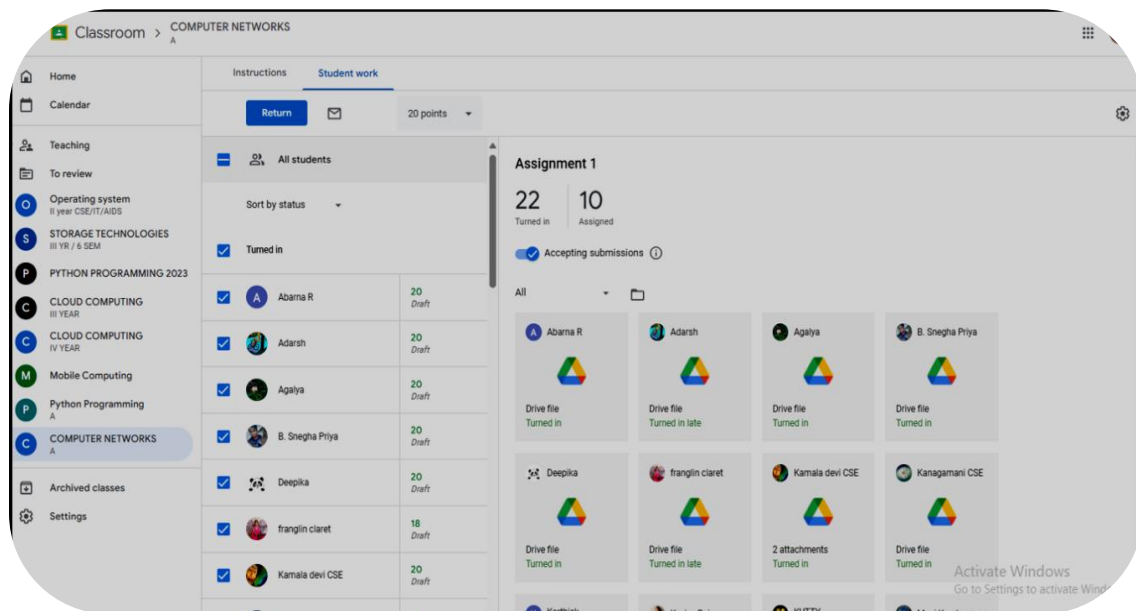 Classroom > COMPUTER NETWORKS
A
Home
Calendar
Teaching
To review
O
Operating system
II year CSE/IT/AIDS
S
STORAGE TECHNOLOGIES
III YR / 6 SEM
P
PYTHON PROGRAMMING 2023
C
CLOUD COMPUTING
III YEAR
C
CLOUD COMPUTING
IV YEAR
M
Mobile Computing
P
Python Programming
A
C
COMPUTER NETWORKS
A
Archived classes
Settings
Instructions
Student work
Return
20 points
All students
Sort by status
Turned in
A
Abarna R
20
Draft
Adarsh
20
Draft
Agalya
20
Draft
B. Snegha Priya
20
Draft
Deepika
20
Draft
franglin claret
18
Draft
Kamala devi CSE
20
Draft
Assignment 1
22
Turned in
10
Assigned
Accepting submissions
All
A Abarna R
Drive file
Turned in
Adarsh
Drive file
Turned in late
Agalya
Drive file
Turned in
B. Snegha Priya
Drive file
Turned in
Deepika
Drive file
Turned in
franglin claret
Drive file
Turned in late
Kamala devi CSE
2 attachments
Turned in
Kanagamani CSE
Drive file
Turned in
Activate Windows
Go to Settings to activate